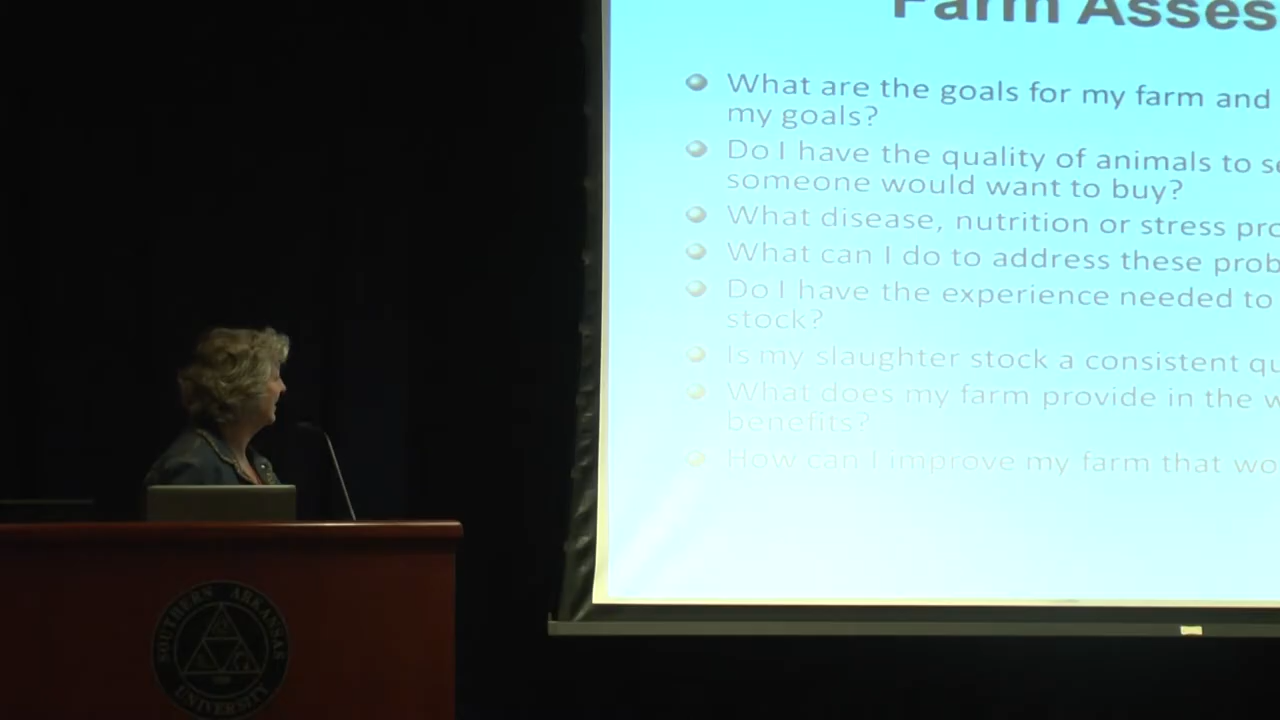 Farm Asses
What are the goals for my farm and
my goals?
Do I have the quality of animals to se
someone would want to buy?
What disease, nutrition or stress pro
What can I do to address these prob
Do I have the experience needed to
stock?
Is my slaughter stock a consistent qu
What does my farm provide in the w
benefits?
How can I improve my farm that wo
SOUTHERN ARKANSAS
UNIVERSITY